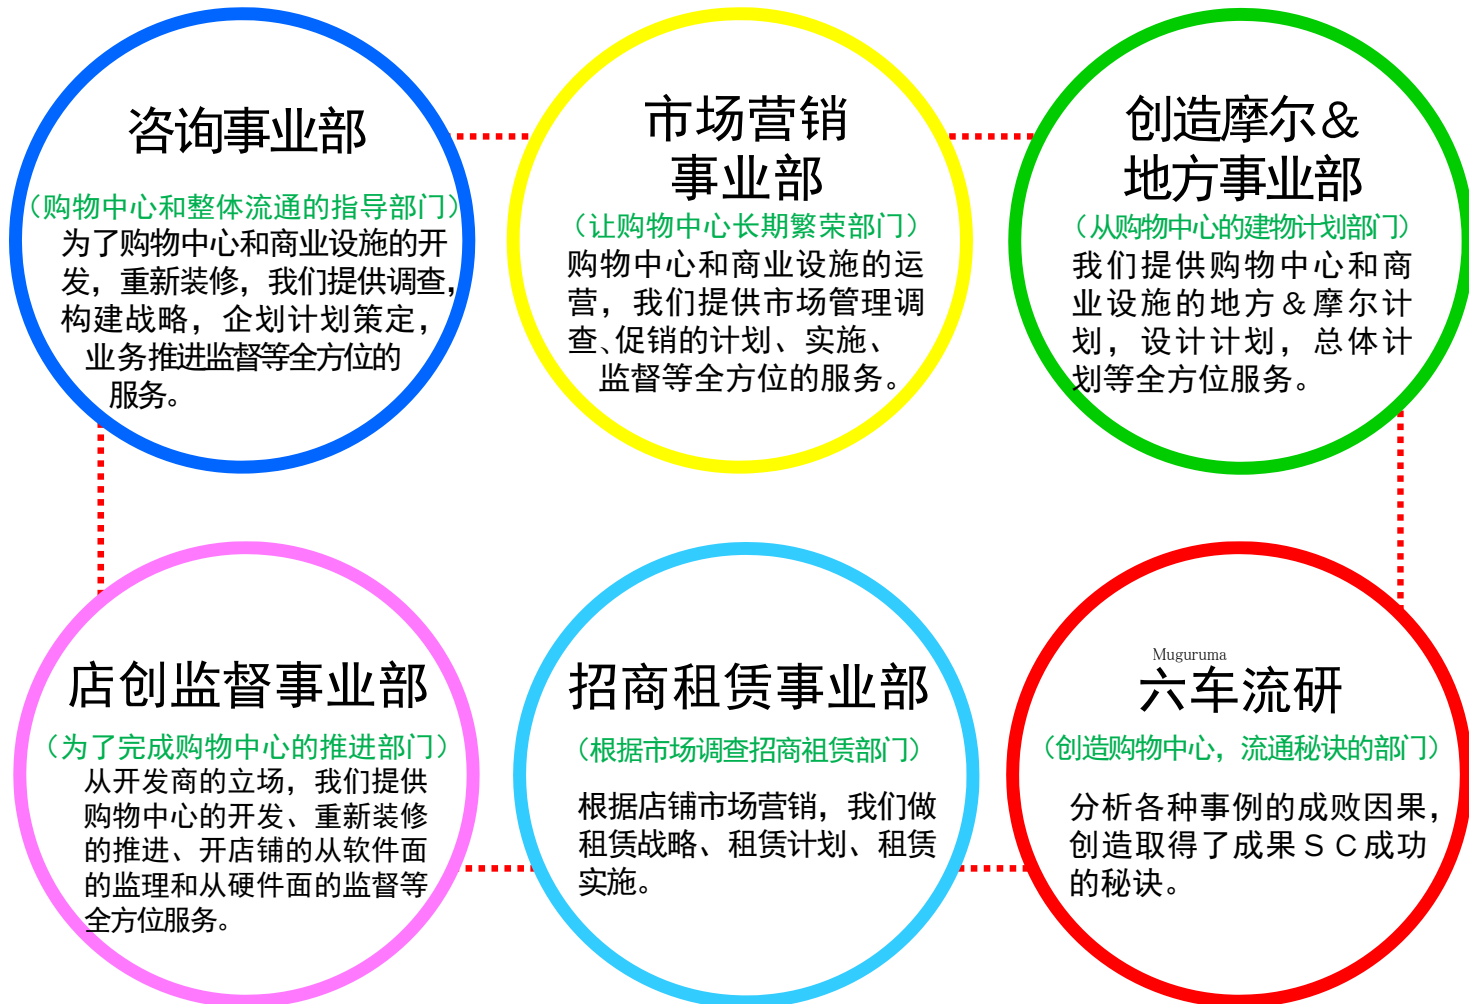 咨询事业部
（购物中心和整体流通的指导部门）
为了购物中心和商业设施的开
发，重新装修，我们提供调查，
构建战略，企划计划策定，
业务推进监督等全方位的
服务。
市场营销
事业部
（让购物中心长期繁荣部门）
购物中心和商业设施的运
营，我们提供市场管理调
查、促销的计划、实施、
监督等全方位的服务。
创造摩尔＆
地方事业部
（从购物中心的建物计划部门）
我们提供购物中心和商
业设施的地方＆摩尔计
划，设计计划，总体计
划等全方位服务。
店创监督事业部
（为了完成购物中心的推进部门）
从开发商的立场，我们提供
购物中心的开发、重新装修
的推进、开店铺的从软件面
的监理和从硬件面的监督等
全方位服务。
招商租赁事业部
（根据市场调查招商祖赁部门）
根据店铺市场营销，我们做
租赁战略、租赁计划、租赁
实施。
Muguruma
六车流研
（创造购物中心，流通秘诀的部门）
分析各种事例的成败因果，
创造取得了成果ＳＣ成功
的秘诀。